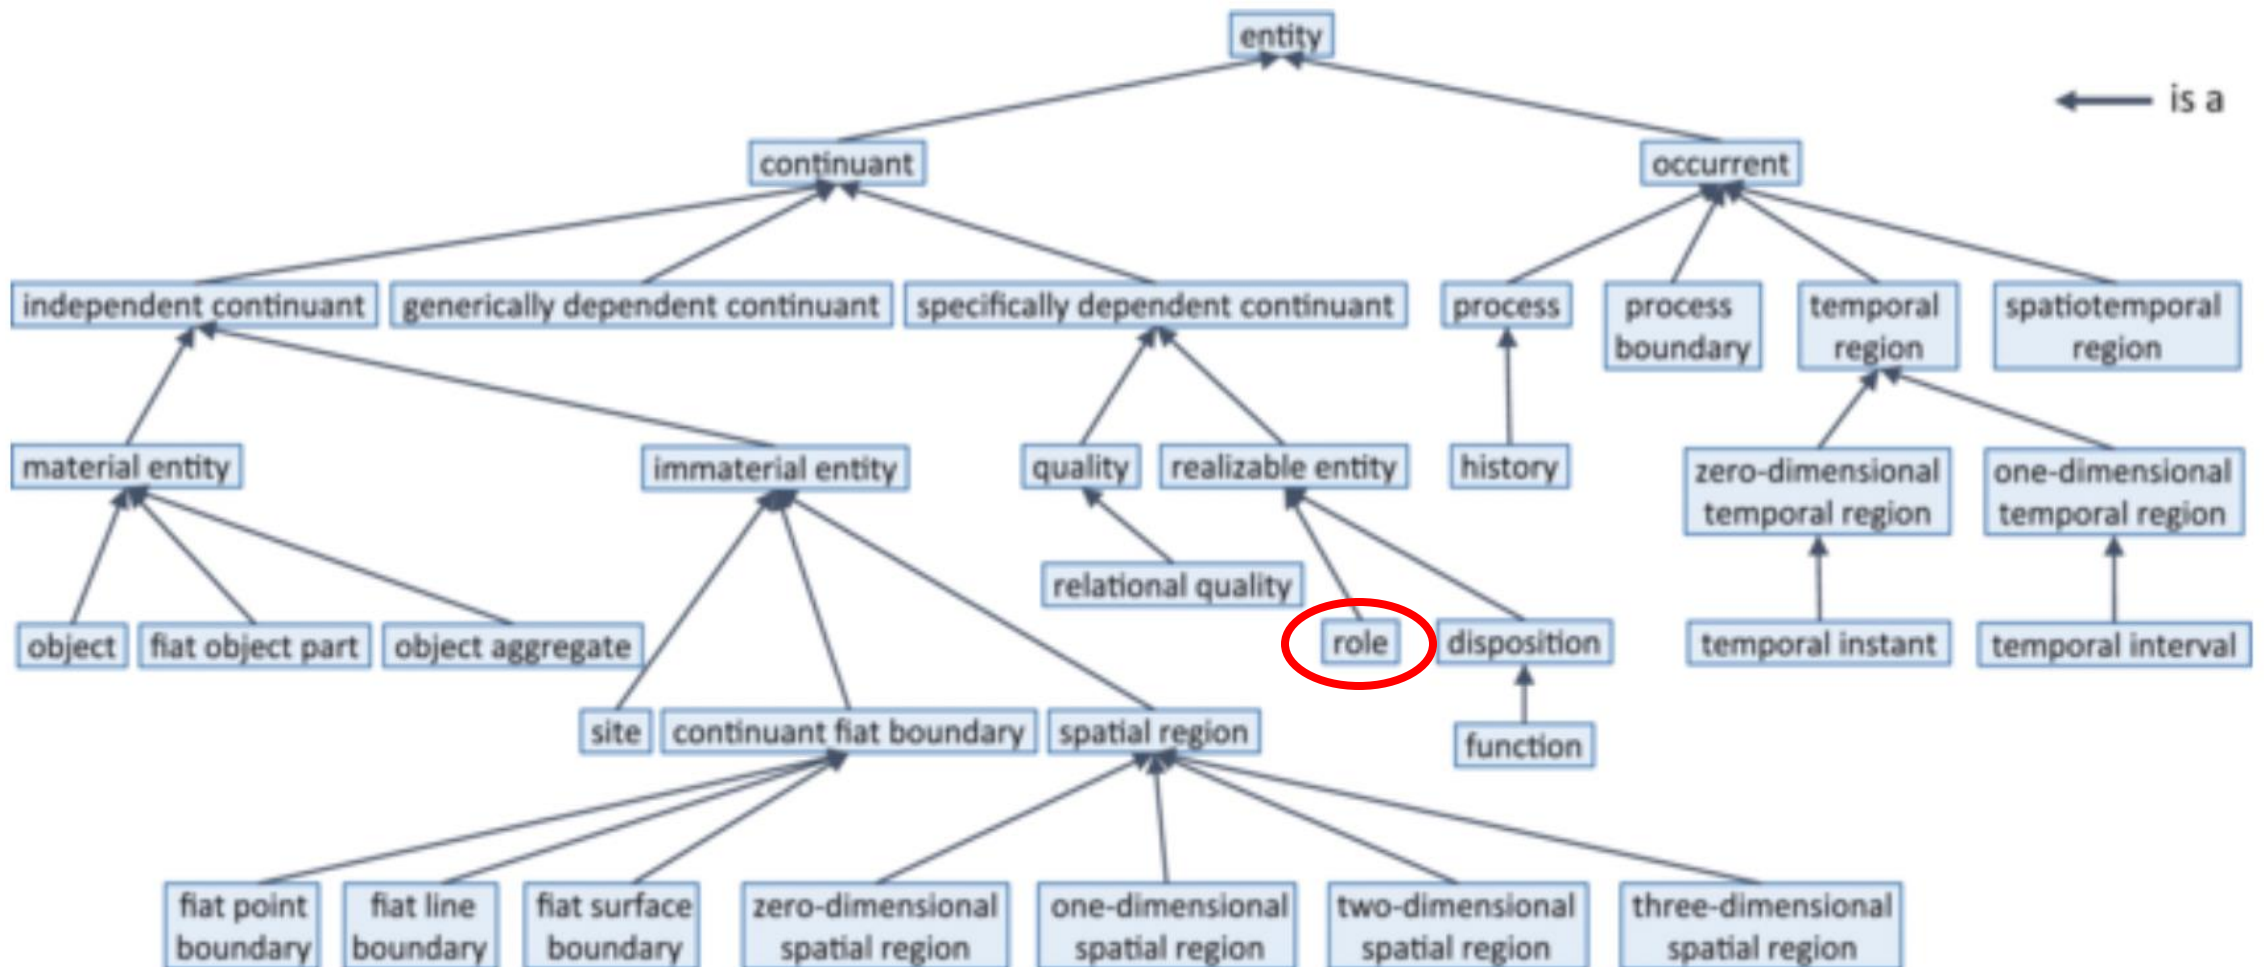 entity
is a
continuant
occurrent
independent continuant
generically dependent continuant
specifically dependent continuant
process
process
boundary
temporal
region
spatiotemporal
region
material entity
immaterial entity
quality
realizable entity
history
zero-dimensional
temporal region
one-dimensional
temporal region
relational quality
object
fiat object part
object aggregate
role
disposition
temporal instant
temporal interval
site
continuant fiat boundary
spatial region
function
fiat point
boundary
fiat line
boundary
fiat surface
boundary
zero-dimensional
spatial region
one-dimensional
spatial region
two-dimensional
spatial region
three-dimensional
spatial region